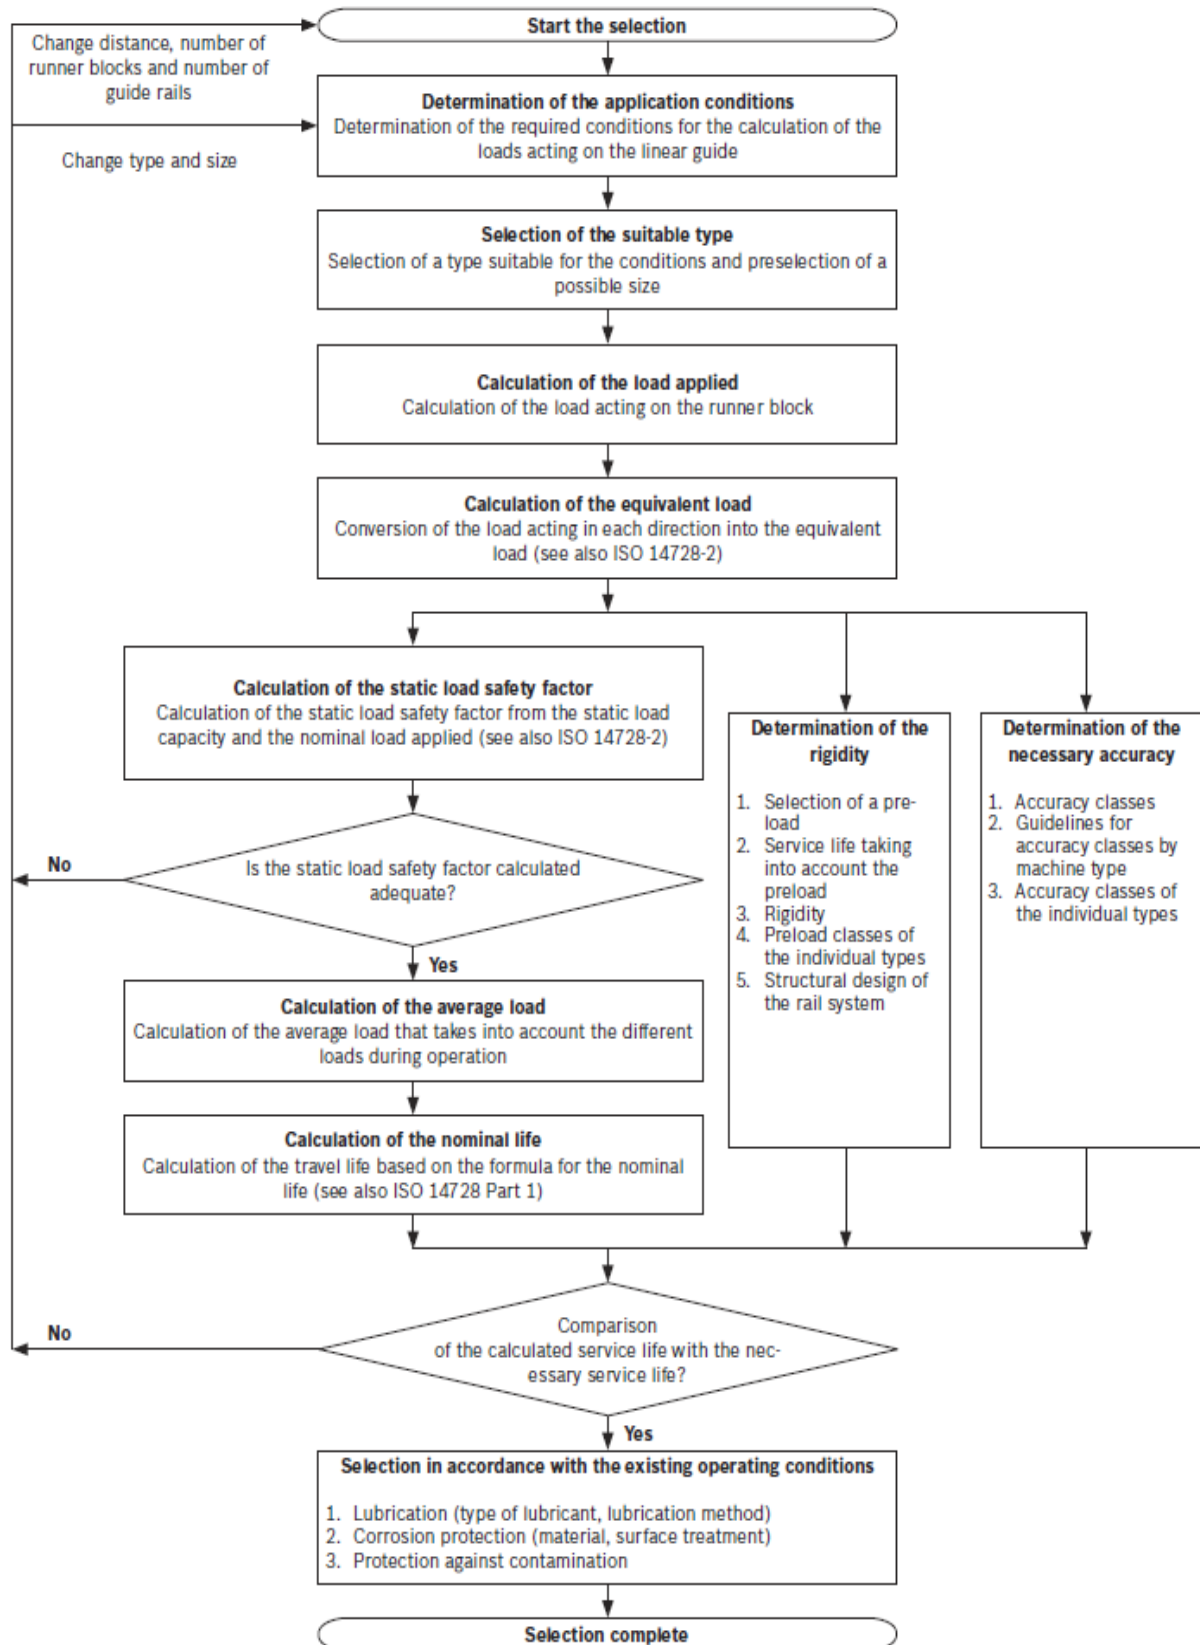 Start the selection
Change distance, number of
runner blocks and number of
guide rails
Determination of the application conditions
Determination of the required conditions for the calculation of the
loads acting on the linear guide
Change type and size
Selection of the suitable type
Selection of a type suitable for the conditions and preselection of a
possible size
Calculation of the load applied
Calculation of the load acting on the runner block
Calculation of the equivalent load
Conversion of the load acting in each direction into the equivalent
load (see also ISO 14728-2)
Calculation of the static load safety factor
Calculation of the static load safety factor from the static load
capacity and the nominal load applied (see also ISO 14728-2)
Determination of the
rigidity
1. Selection of a pre-
load
2. Service life taking
into account the
preload
3. Rigidity
4. Preload classes of
the individual types
5. Structural design of
the rail system
Determination of the
necessary accuracy
1. Accuracy classes
2. Guidelines for
accuracy classes by
machine type
3. Accuracy classes of
the individual types
No
Is the static load safety factor calculated
adequate?
Yes
Calculation of the average load
Calculation of the average load that takes into account the different
loads during operation
Calculation of the nominal life
Calculation of the travel life based on the formula for the nominal
life (see also ISO 14728 Part 1)
No
Comparison
of the calculated service life with the nec-
essary service life?
Yes
Selection in accordance with the existing operating conditions
1. Lubrication (type of lubricant, lubrication method)
2. Corrosion protection (material, surface treatment)
3. Protection against contamination
Selection complete